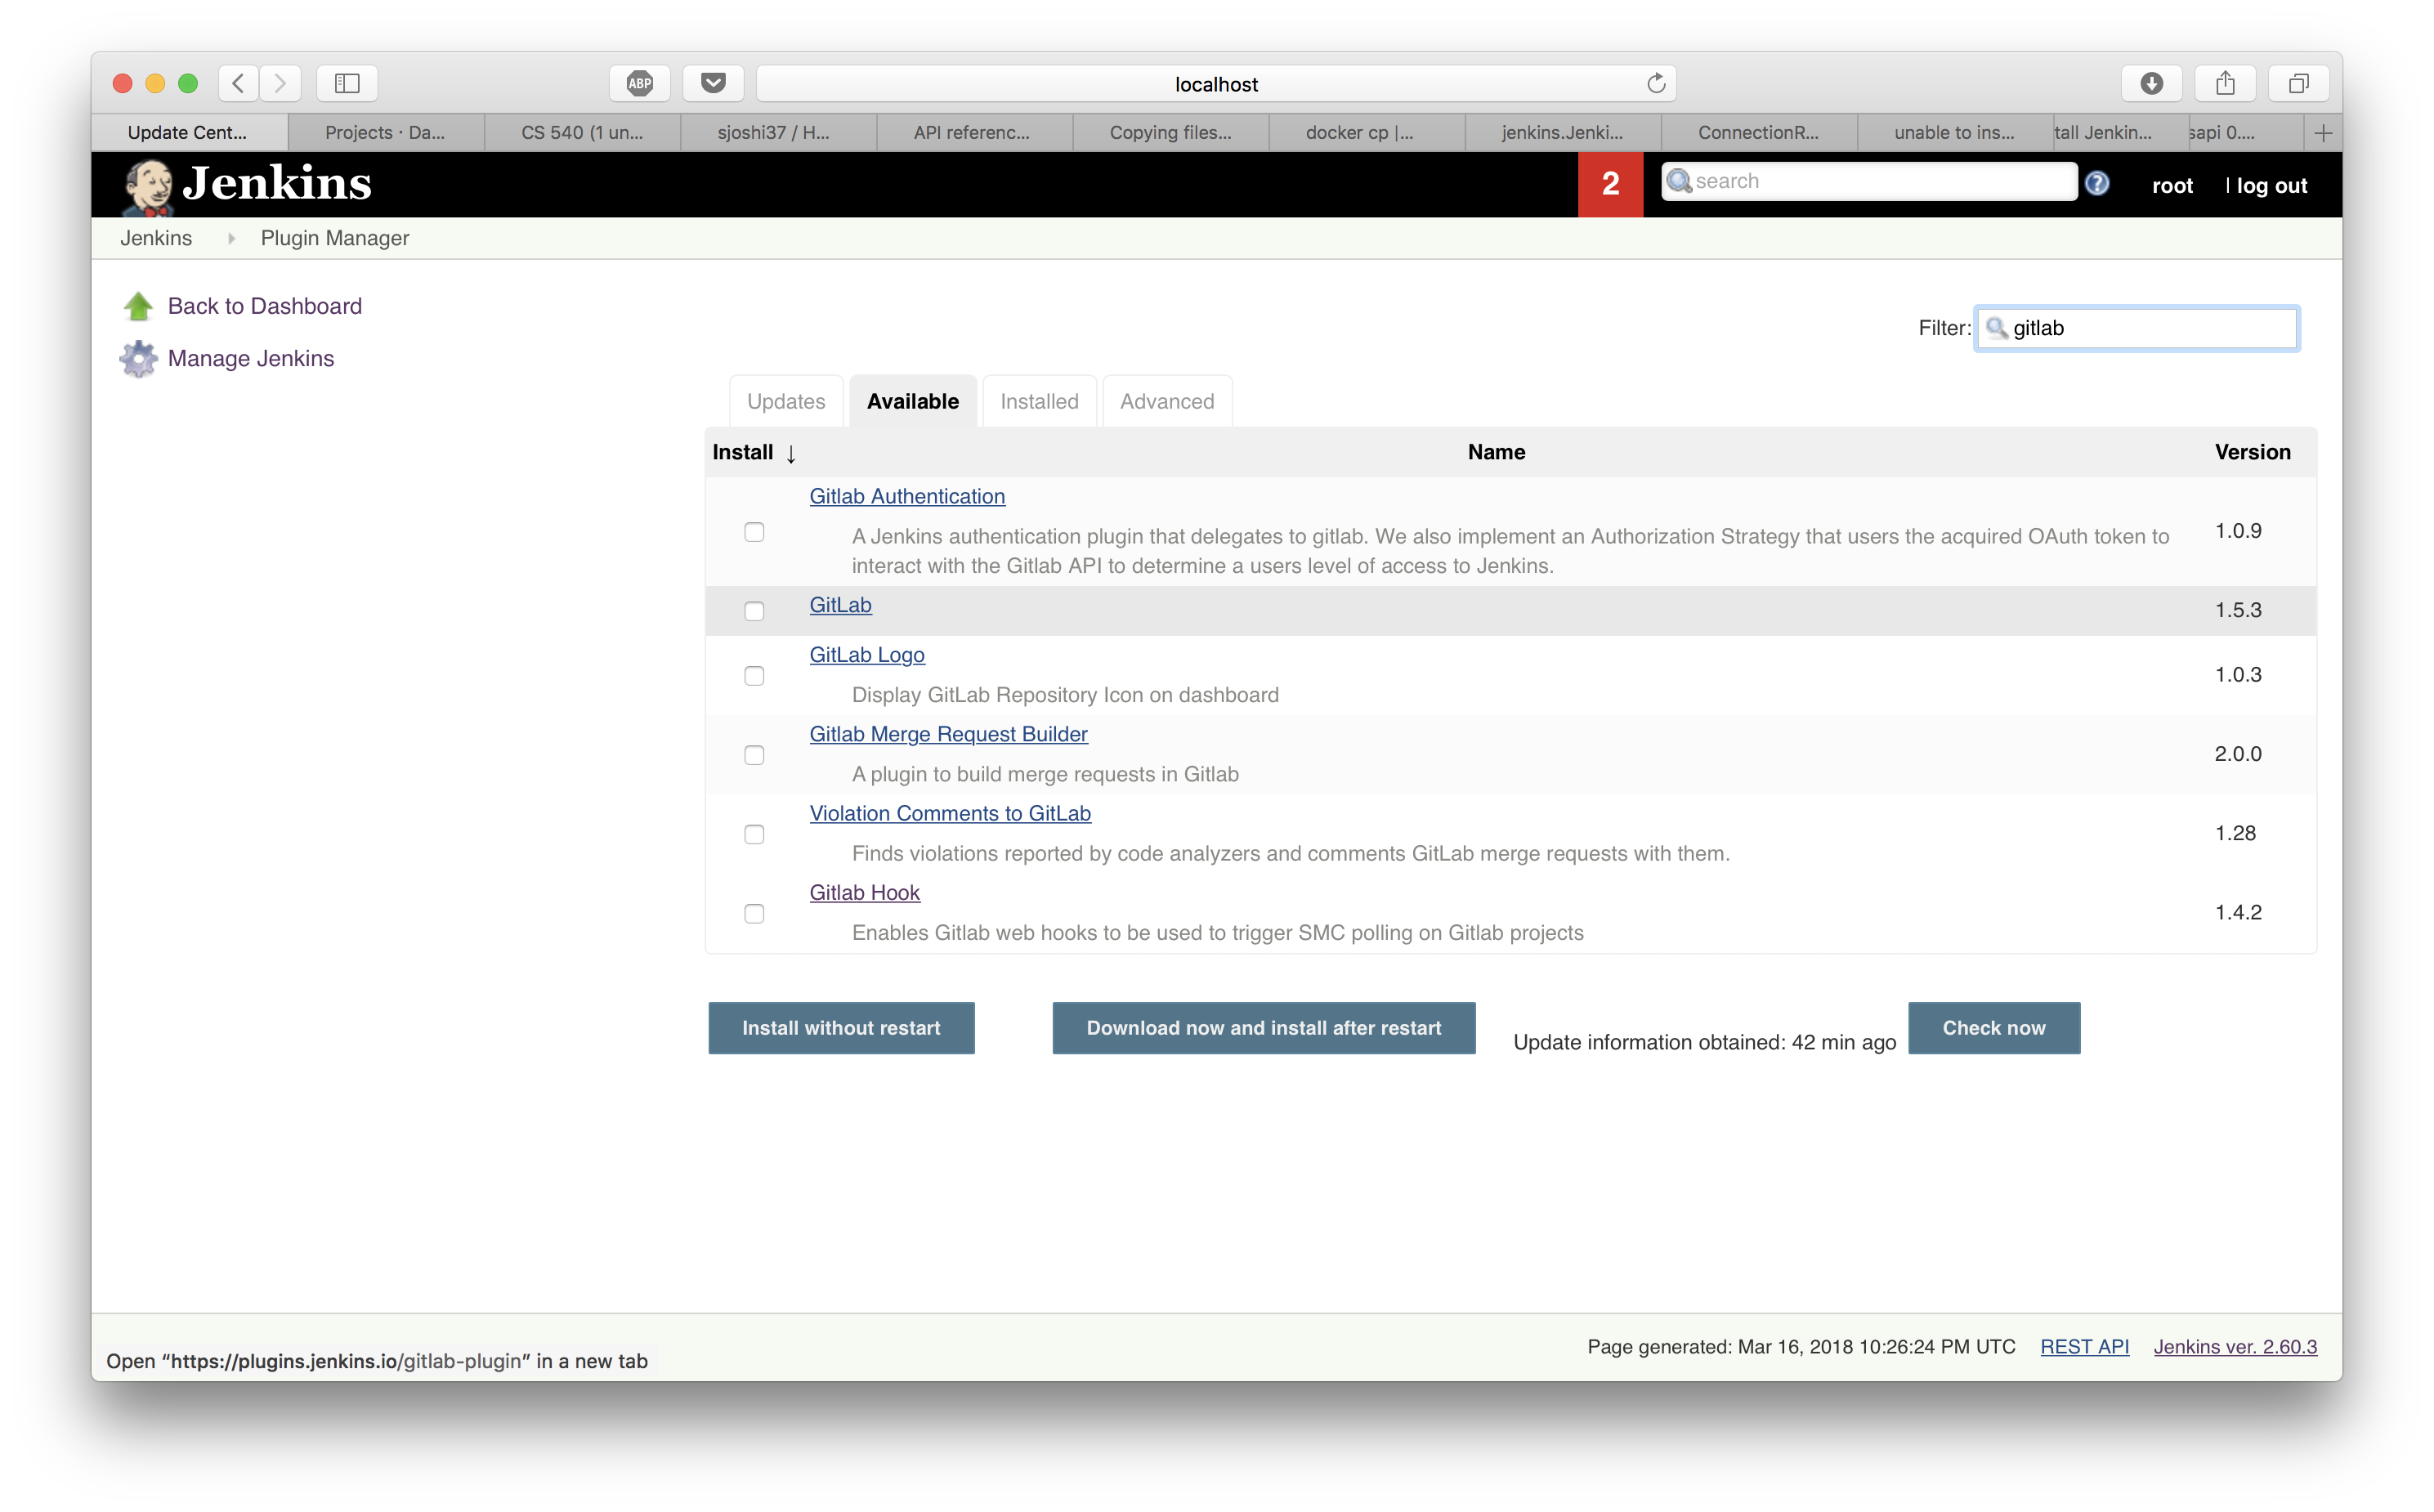 ABP
localhost
Update Cent...
Projects · Da...
CS 540 (1 un...
sjoshi37 / H...
API referenc...
Copying files...
docker cp |...
jenkins.Jenki...
ConnectionR...
unable to ins...
tall Jenkin...
sapi 0....
Jenkins
2
search
?
root
| log out
Jenkins
Plugin Manager
Back to Dashboard
Manage Jenkins
Filter:
gitlab
Updates
Available
Installed
Advanced
Install ↓
Name
Version
Gitlab Authentication
A Jenkins authentication plugin that delegates to gitlab. We also implement an Authorization Strategy that users the acquired OAuth token to
interact with the Gitlab API to determine a users level of access to Jenkins.
1.0.9
GitLab
1.5.3
GitLab Logo
Display GitLab Repository Icon on dashboard
1.0.3
Gitlab Merge Request Builder
A plugin to build merge requests in Gitlab
2.0.0
Violation Comments to GitLab
Finds violations reported by code analyzers and comments GitLab merge requests with them.
1.28
Gitlab Hook
Enables Gitlab web hooks to be used to trigger SMC polling on Gitlab projects
1.4.2
Install without restart
Download now and install after restart
Update information obtained: 42 min ago
Check now
Page generated: Mar 16, 2018 10:26:24 PM UTC
REST API
Jenkins ver. 2.60.3
Open “https://plugins.jenkins.io/gitlab-plugin” in a new tab